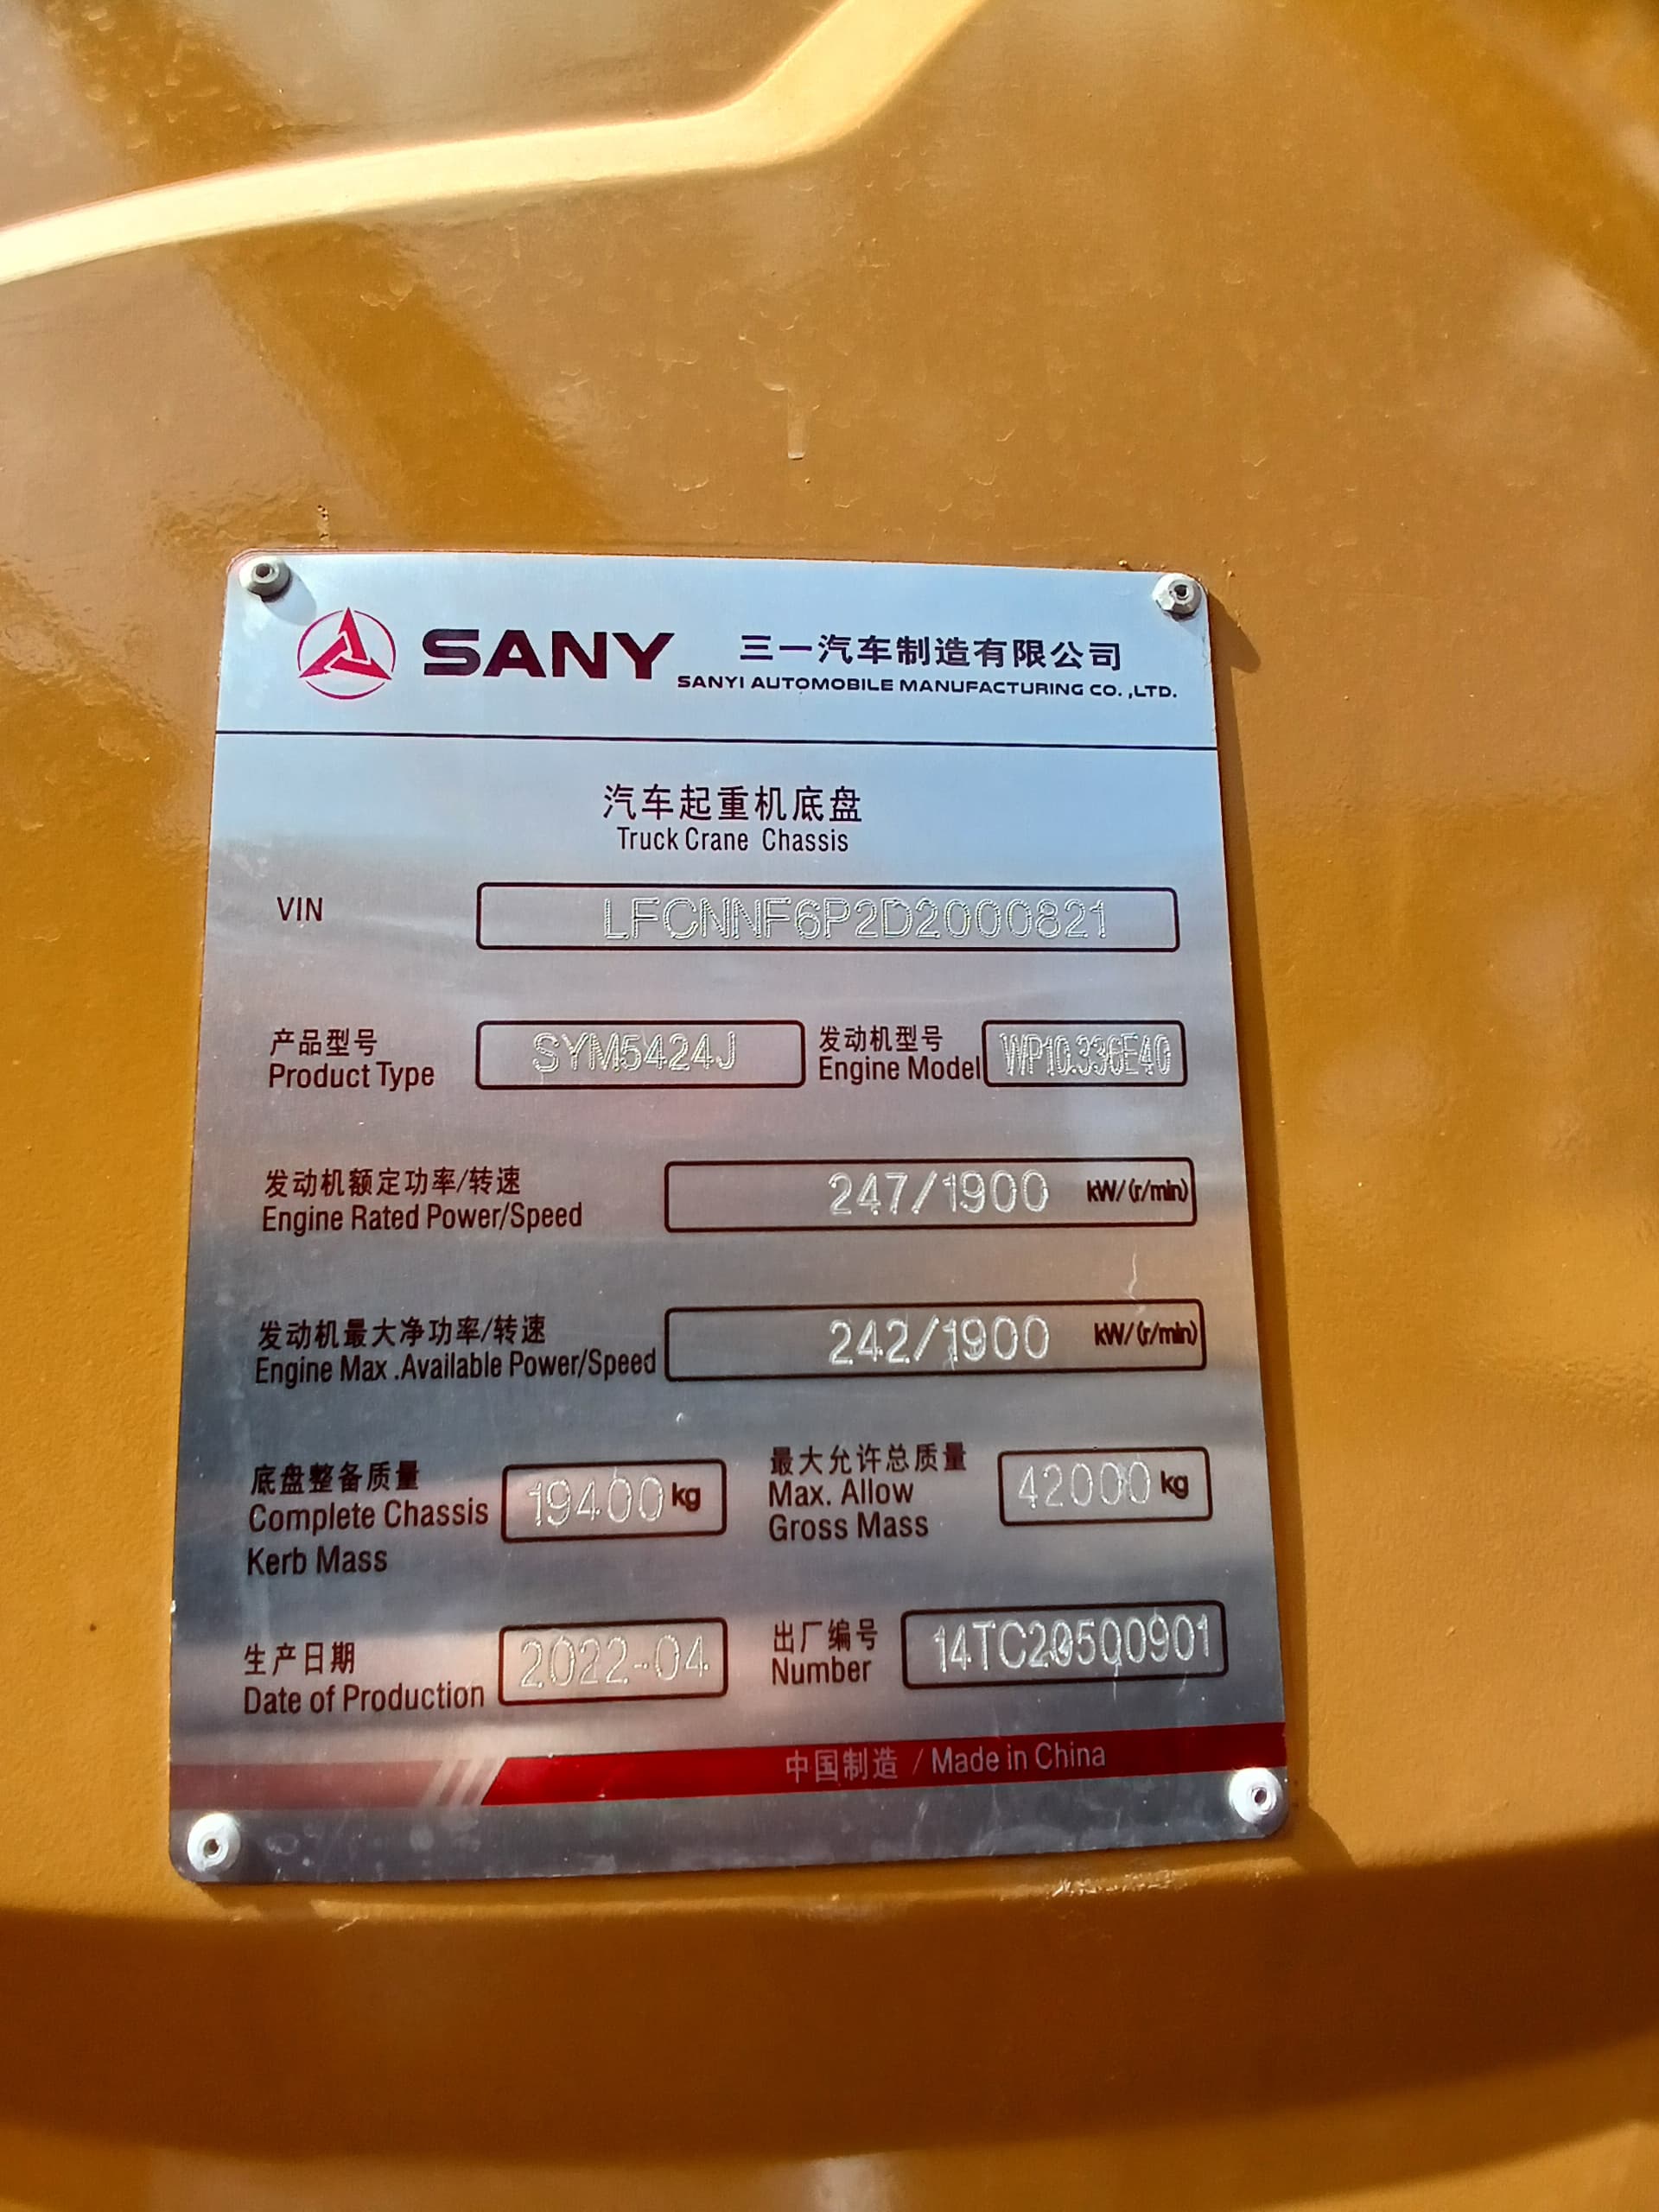 SANY 三一汽车制造有限公司
SANYI AUTOMOBILE MANUFACTURING CO. ,LTD.
汽车起重机底盘
Truck Crane Chassis
VIN LFCNNF6P2D2000821
产品型号 SYM5424J 发动机型号 WP10.336E40
Product Type Engine Model
发动机额定功率/转速 247/1900 kW/(r/min)
Engine Rated Power/Speed
发动机最大净功率/转速 242/1900 kW/(r/min)
Engine Max .Available Power/Speed
底盘整备质量 19400 kg 最大允许总质量 42000 kg
Complete Chassis Max. Allow
Kerb Mass Gross Mass
生产日期 2022-04 出厂编号 14TC20500901
Date of Production Number
中国制造 / Made in China